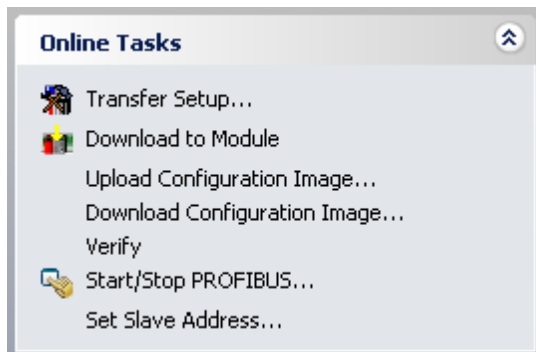 Online Tasks
Transfer Setup...
Download to Module
Upload Configuration Image...
Download Configuration Image...
Verify
Start/Stop PROFIBUS...
Set Slave Address...